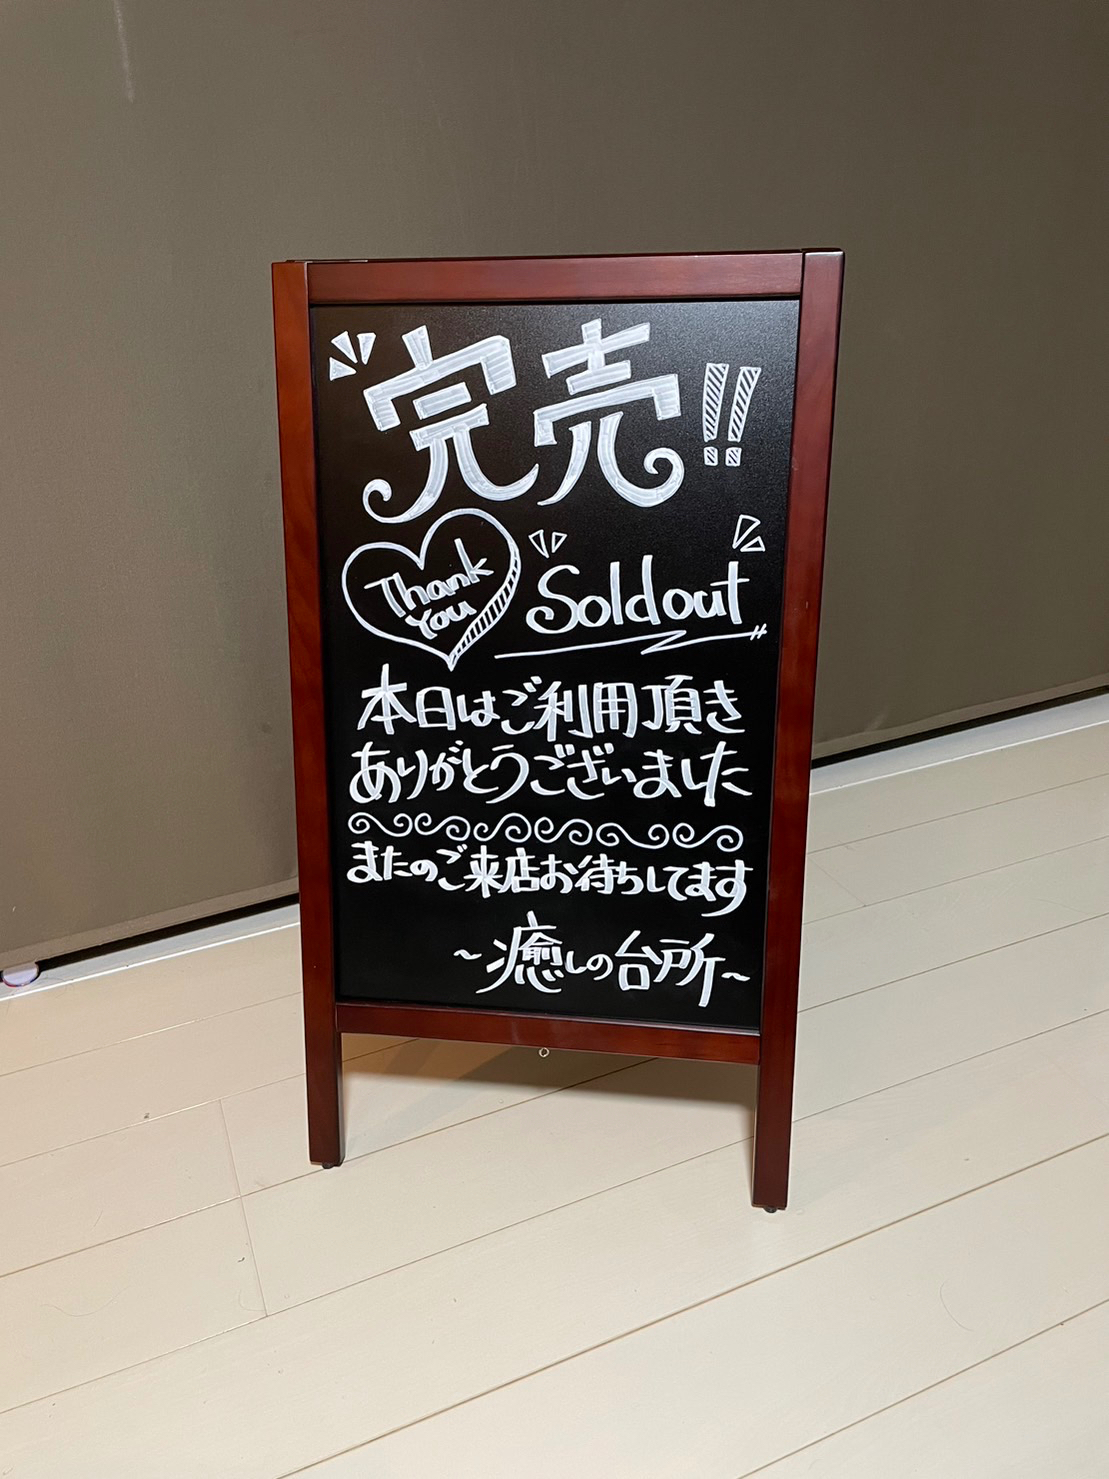 完売!!
Thank
You
Sold out
本日はご利用頂き
ありがとうございました
またのご来店お待ちしてます
~癒しの台所~